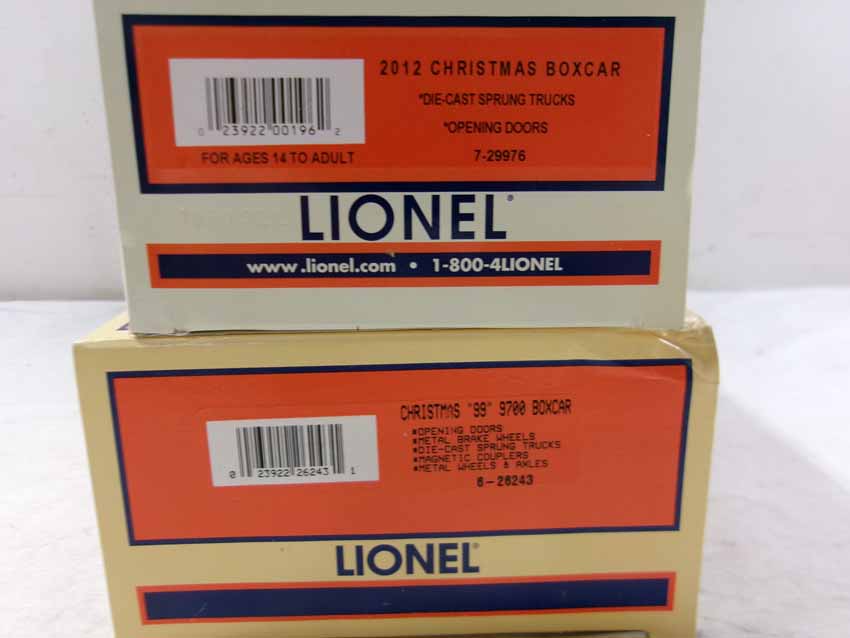 2012 CHRISTMAS BOXCAR
*DIE-CAST SPRUNG TRUCKS
*OPENING DOORS
7-29976
0 23922 00196 2
FOR AGES 14 TO ADULT
LIONEL®
www.lionel.com • 1-800-4LIONEL
CHRISTMAS "99" 9700 BOXCAR
*OPENING DOORS
*METAL BRAKE WHEELS
*DIE-CAST SPRUNG TRUCKS
*MAGNETIC COUPLERS
*METAL WHEELS & AXLES
6-26243
0 23922 26243 1
LIONEL®